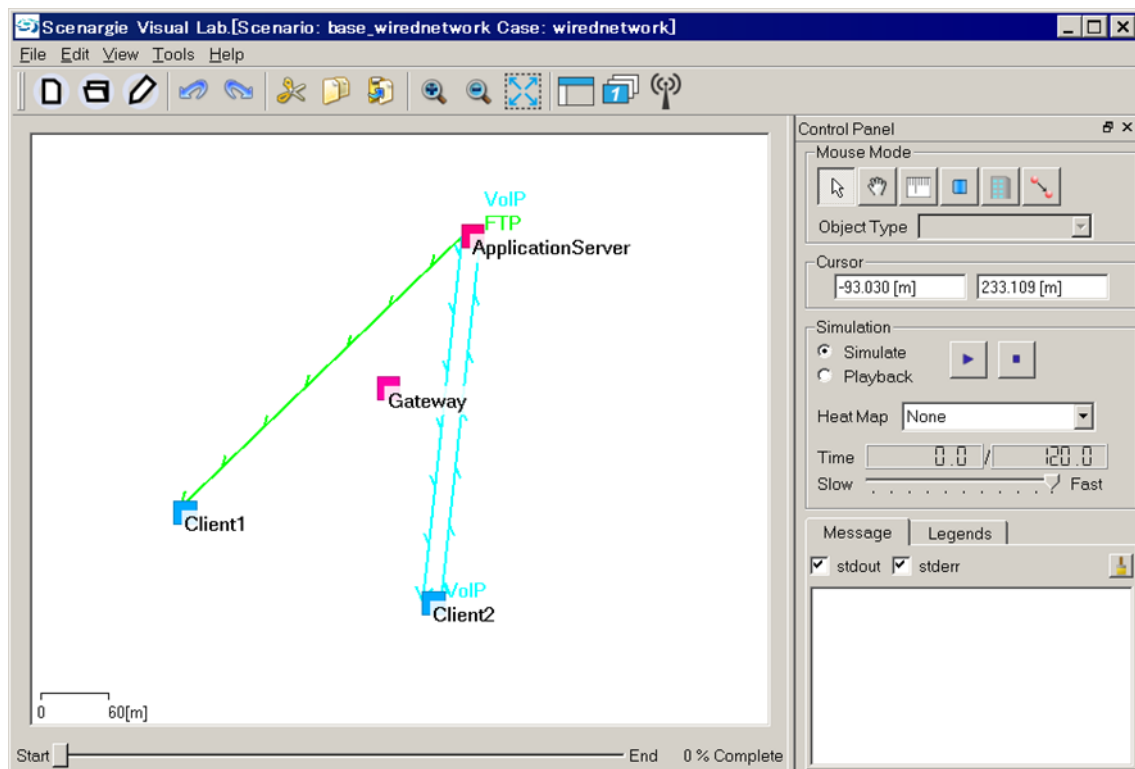 Scenargie Visual Lab.[Scenario: base_wirednetwork Case: wirednetwork]
File Edit View Tools Help
1
VoIP
FTP
ApplicationServer
Gateway
Client1
VoIP
Client2
0 60[m]
Start End 0 % Complete
Control Panel
Mouse Mode
Object Type
Cursor
-93.030 [m] 233.109 [m]
Simulation
Simulate
Playback
Heat Map None
Time 0.0 / 120.0
Slow Fast
Message Legends
stdout stderr